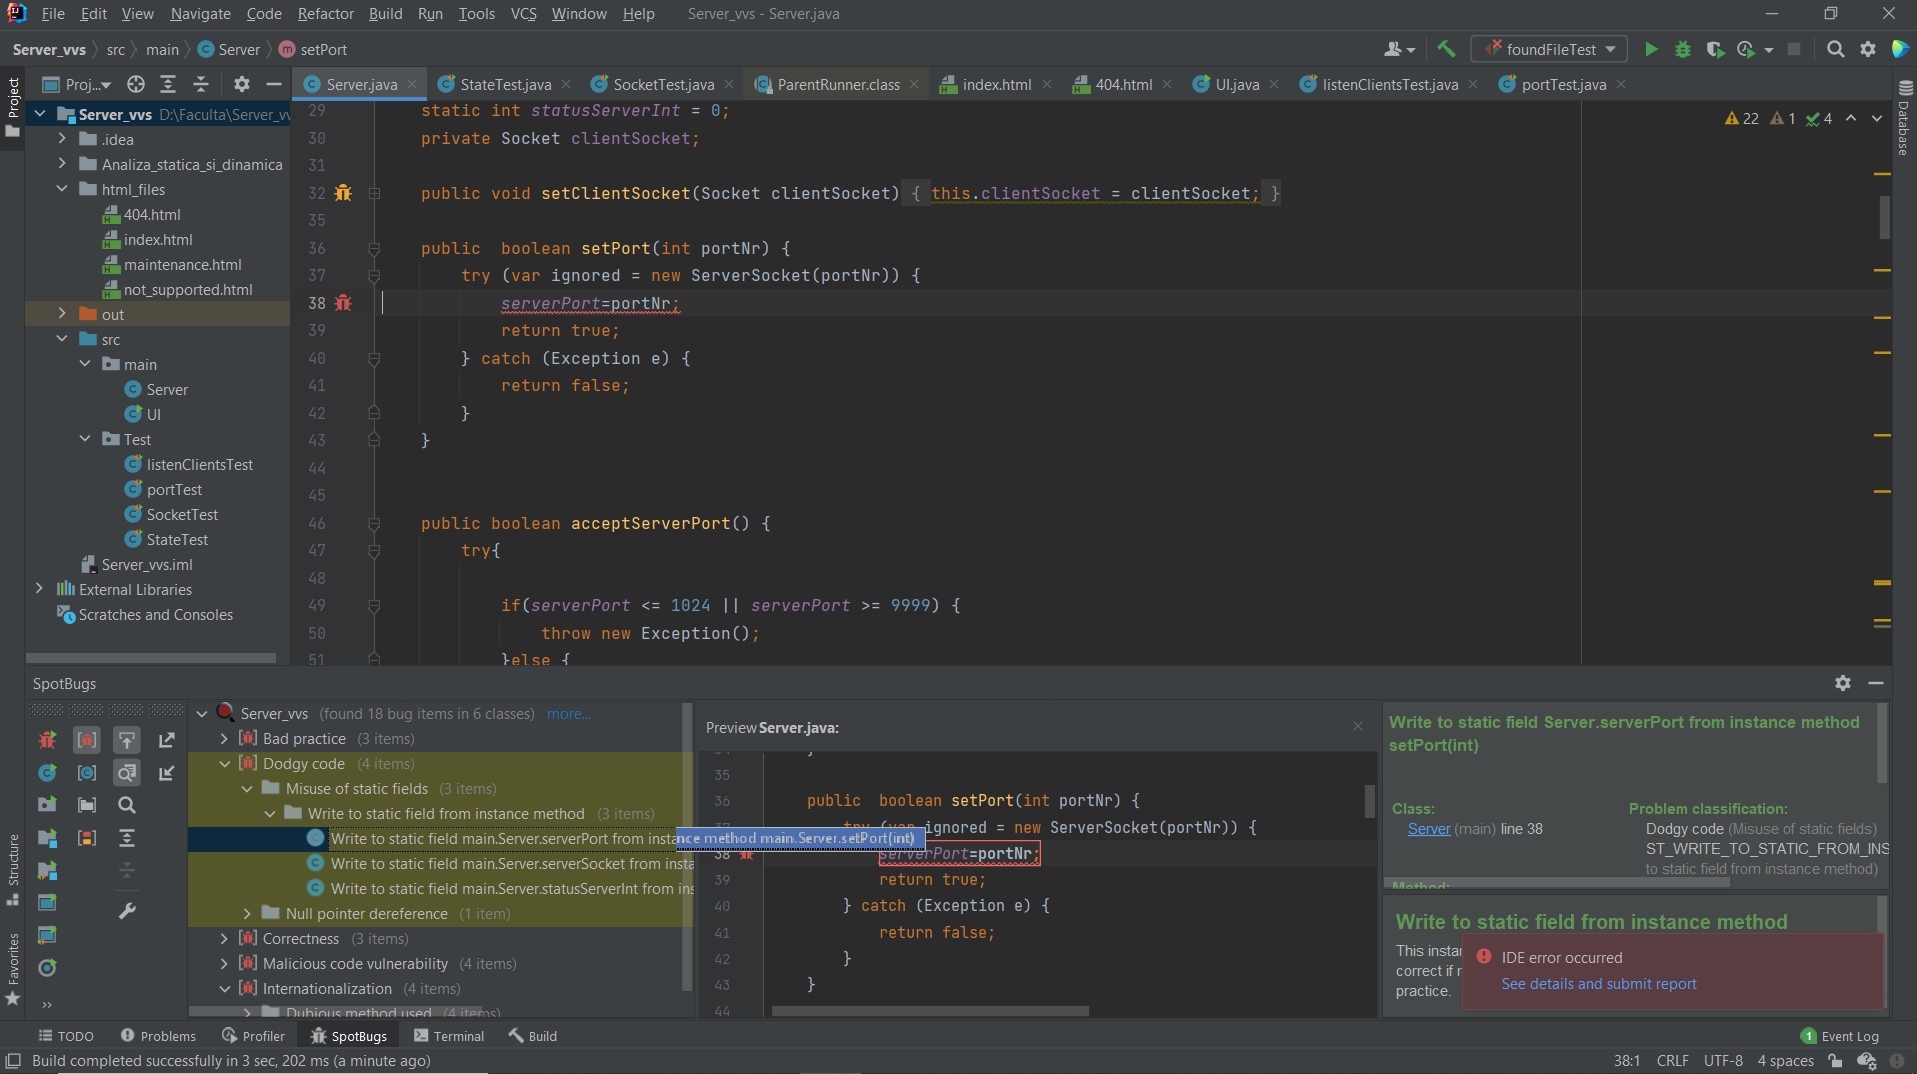 File Edit View Navigate Code Refactor Build Run Tools VCS Window Help Server_vvs - Server.java
Server_vvs src main Server setPort foundFileTest
Project Proj... Server.java StateTest.java SocketTest.java ParentRunner.class index.html 404.html UI.java listenClientsTest.java portTest.java Database
Server_vvs D:\Faculta\Server_v
.idea
Analiza_statica_si_dinamica
html_files
404.html
index.html
maintenance.html
not_supported.html
out
src
main
Server
UI
Test
listenClientsTest
portTest
SocketTest
StateTest
Server_vvs.iml
External Libraries
Scratches and Consoles
22 1 4
29 static int statusServerInt = 0;
30 private Socket clientSocket;
31
32 public void setClientSocket(Socket clientSocket) { this.clientSocket = clientSocket; }
35
36 public  boolean setPort(int portNr) {
37 try (var ignored = new ServerSocket(portNr)) {
38 serverPort=portNr;
39 return true;
40 } catch (Exception e) {
41 return false;
42 }
43 }
44
45
46 public boolean acceptServerPort() {
47 try{
48
49 if(serverPort <= 1024 || serverPort >= 9999) {
50 throw new Exception();
51 }else {
SpotBugs
Server_vvs (found 18 bug items in 6 classes) more...
Bad practice (3 items)
Dodgy code (4 items)
Misuse of static fields (3 items)
Write to static field from instance method (3 items)
Write to static field main.Server.serverPort from instance method main.Server.setPort(int)
Write to static field main.Server.serverSocket from insta
Write to static field main.Server.statusServerInt from ins
Null pointer dereference (1 item)
Correctness (3 items)
Malicious code vulnerability (4 items)
Internationalization (4 items)
Dubious method used (4 items)
Preview Server.java:
35
36 public  boolean setPort(int portNr) {
try (var ignored = new ServerSocket(portNr)) {
38 serverPort=portNr;
39 return true;
40 } catch (Exception e) {
41 return false;
42 }
43 }
44
Write to static field Server.serverPort from instance method
setPort(int)
Class:
Server (main) line 38
Problem classification:
Dodgy code (Misuse of static fields)
ST_WRITE_TO_STATIC_FROM_INS
to static field from instance method)
Method:
Write to static field from instance method
This insta
correct if
practice.
IDE error occurred
See details and submit report
Structure
Favorites
TODO Problems Profiler SpotBugs Terminal Build 1 Event Log
Build completed successfully in 3 sec, 202 ms (a minute ago) 38:1 CRLF UTF-8 4 spaces